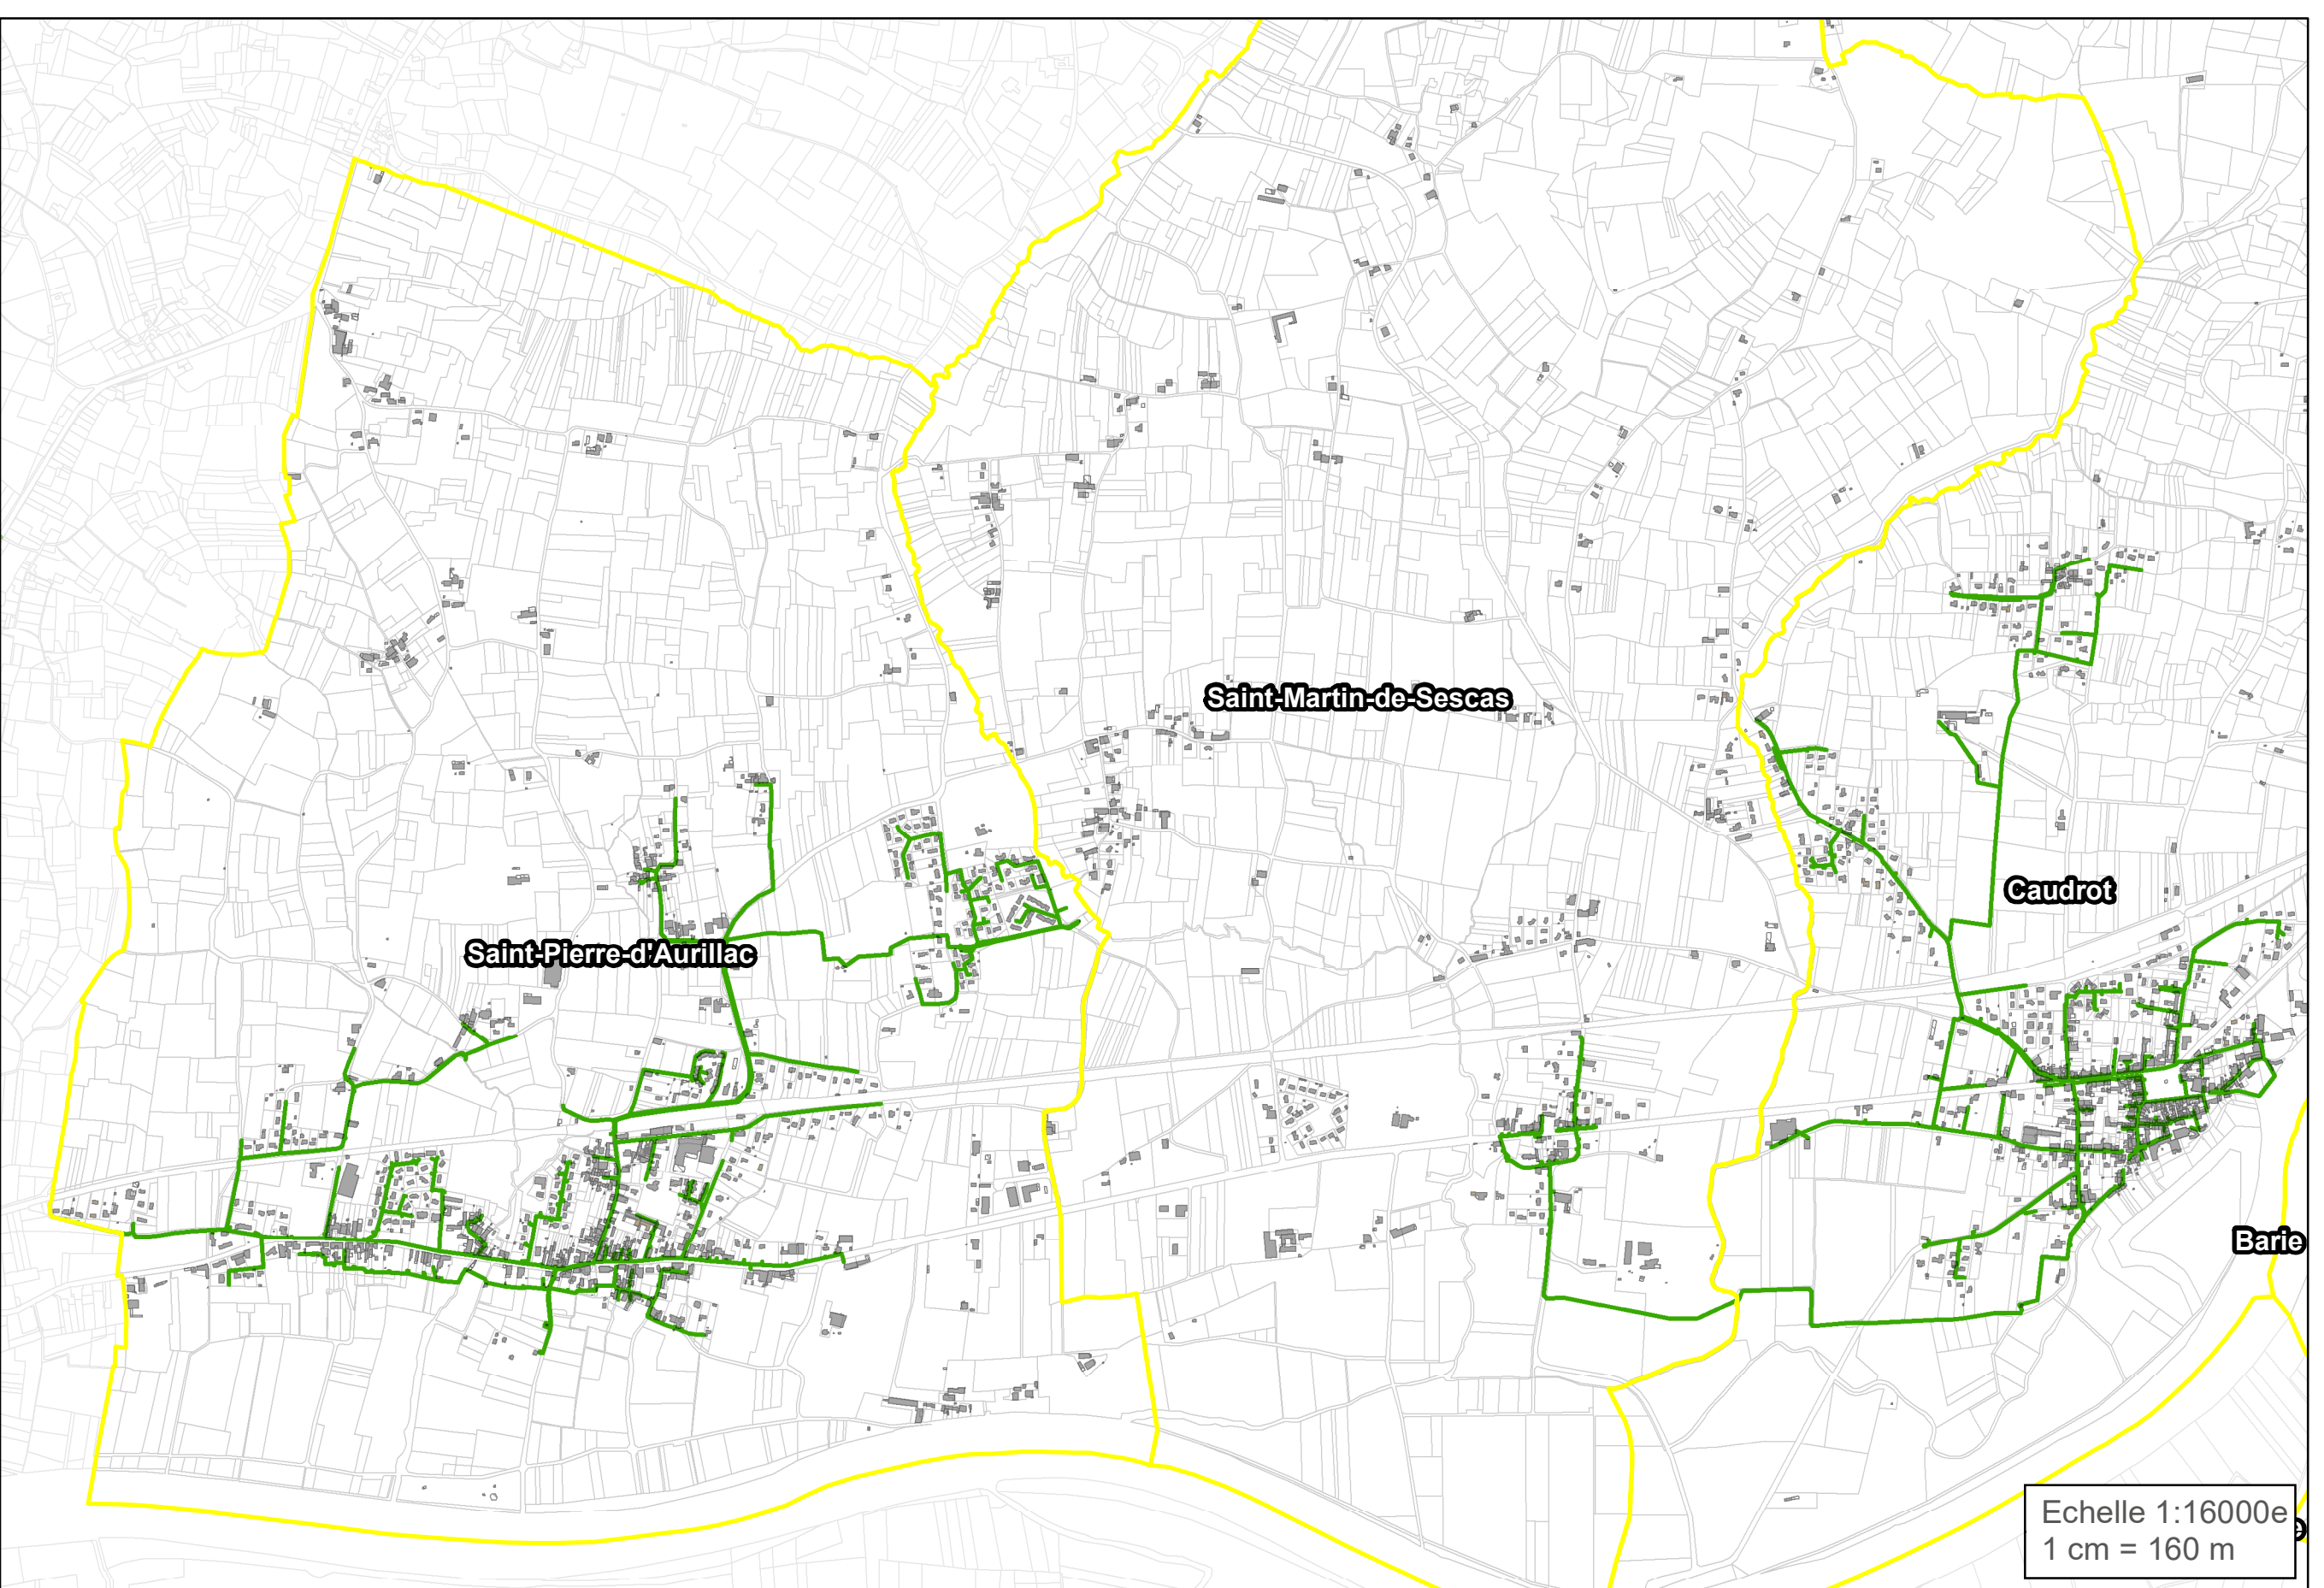 Saint-Martin-de-Sescas
Caudrot
Saint-Pierre-d'Aurillac
Barie
Echelle 1:16000e
1 cm = 160 m